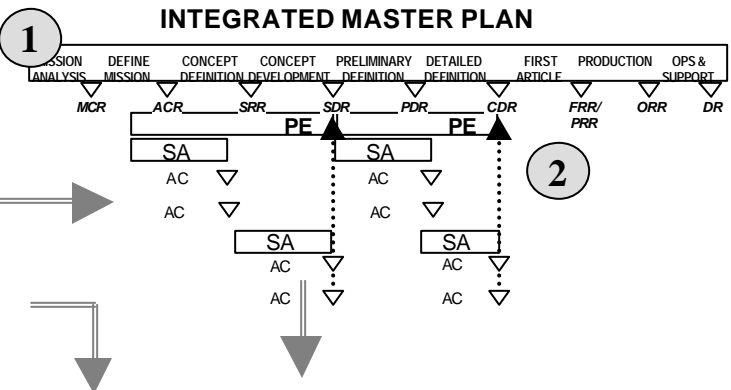 INTEGRATED MASTER PLAN
1
SSION DEFINE CONCEPT CONCEPT PRELIMINARY DETAILED FIRST PRODUCTION OPS &
ANALYSIS MISSION DEFINITION DEVELOPMENT DEFINITION DEFINITION ARTICLE SUPPORT
MCR ACR SRR SDR PDR CDR FRR/ ORR DR
PRR
PE PE
SA SA
2
AC AC
AC AC
SA SA
AC AC
AC AC